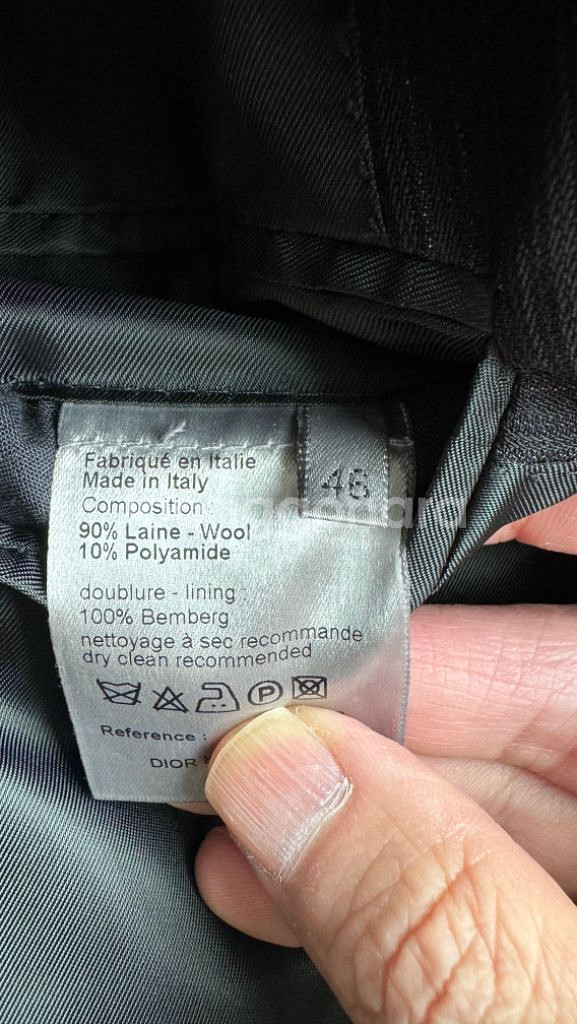 Fabriqué en Italie
Made in Italy
46
Composition :
90% Laine - Wool
10% Polyamide
doublure - lining :
100% Bemberg
nettoyage à sec recommande
dry clean recommended
P
Reference :
DIOR